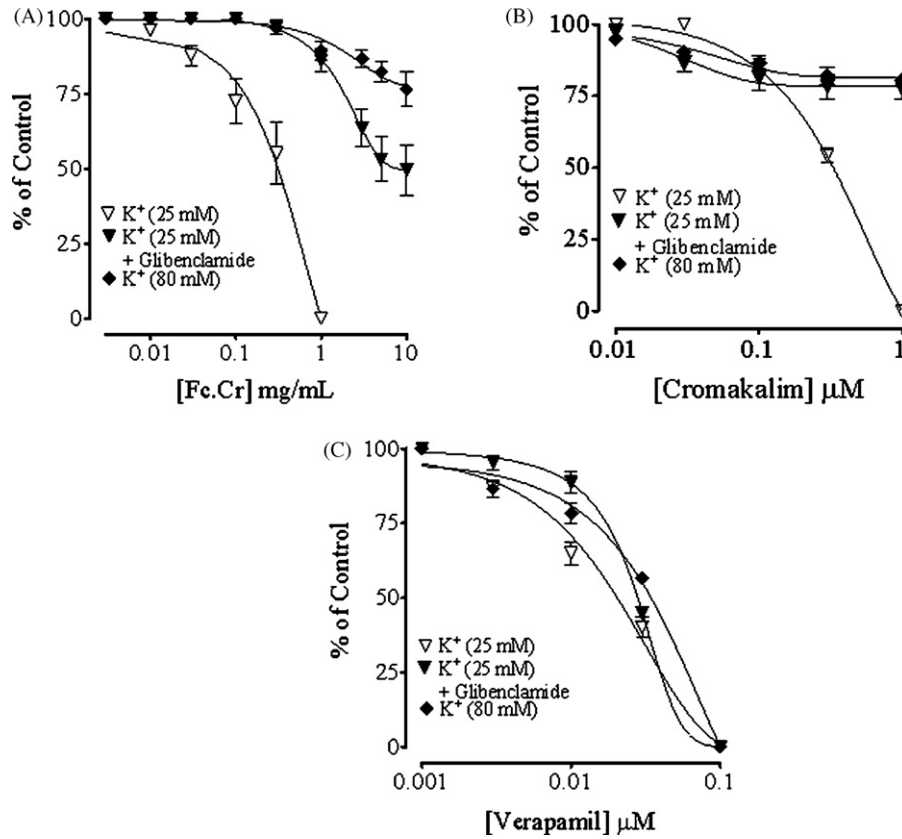 (A)
% of Control
100
75
50
25
0
K+ (25 mM)
K+ (25 mM)
+ Glibenclamide
K+ (80 mM)
0.01 0.1 1 10
[Fc.Cr] mg/mL
(B)
% of Control
100
75
50
25
0
K+ (25 mM)
K+ (25 mM)
+ Glibenclamide
K+ (80 mM)
0.01 0.1 1
[Cromakalim] µM
(C)
% of Control
100
75
50
25
0
K+ (25 mM)
K+ (25 mM)
+ Glibenclamide
K+ (80 mM)
0.001 0.01 0.1
[Verapamil] µM